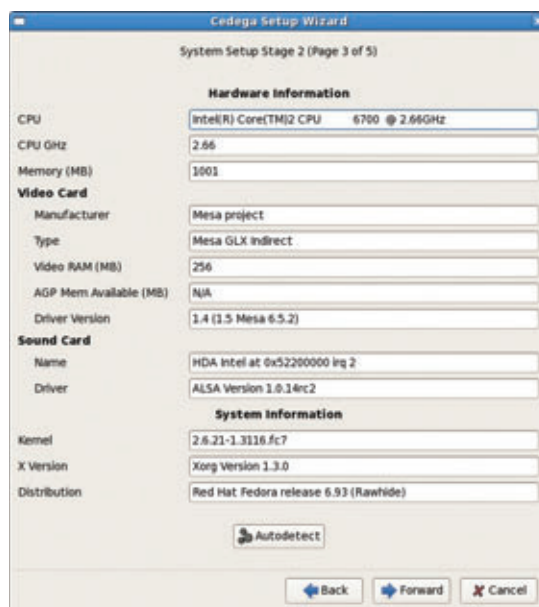 Cedega Setup Wizard
System Setup Stage 2 (Page 3 of 5)
Hardware Information
CPU Intel(R) Core(TM)2 CPU 6700 @ 2.66GHz
CPU GHz 2.66
Memory (MB) 1001
Video Card
Manufacturer Mesa project
Type Mesa GLX Indirect
Video RAM (MB) 256
AGP Mem Available (MB) N/A
Driver Version 1.4 (1.5 Mesa 6.5.2)
Sound Card
Name HDA Intel at 0x52200000 irq 2
Driver ALSA Version 1.0.14rc2
System Information
Kernel 2.6.21-1.3116.fc7
X Version Xorg Version 1.3.0
Distribution Red Hat Fedora release 6.93 (Rawhide)
Autodetect
Back Forward Cancel